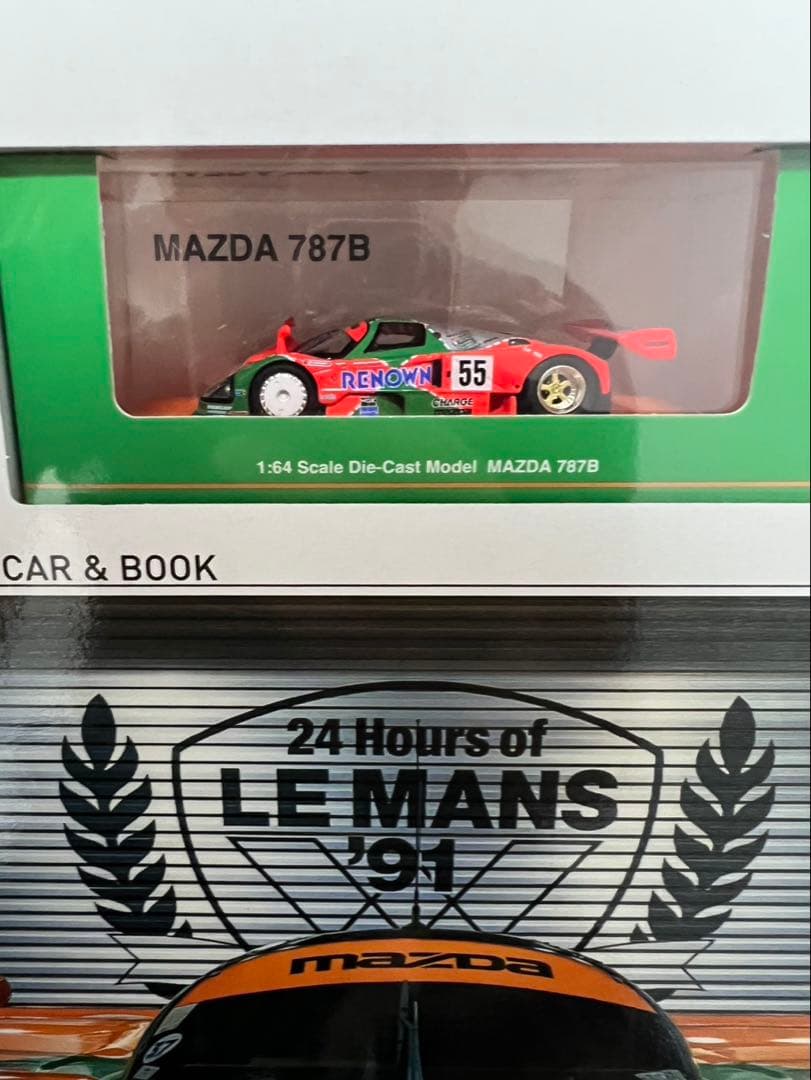 MAZDA 787B
RENOWN
55
CHARGE
1:64 Scale Die-Cast Model MAZDA 787B
CAR & BOOK
24 Hours of
LE MANS
'91
mazda